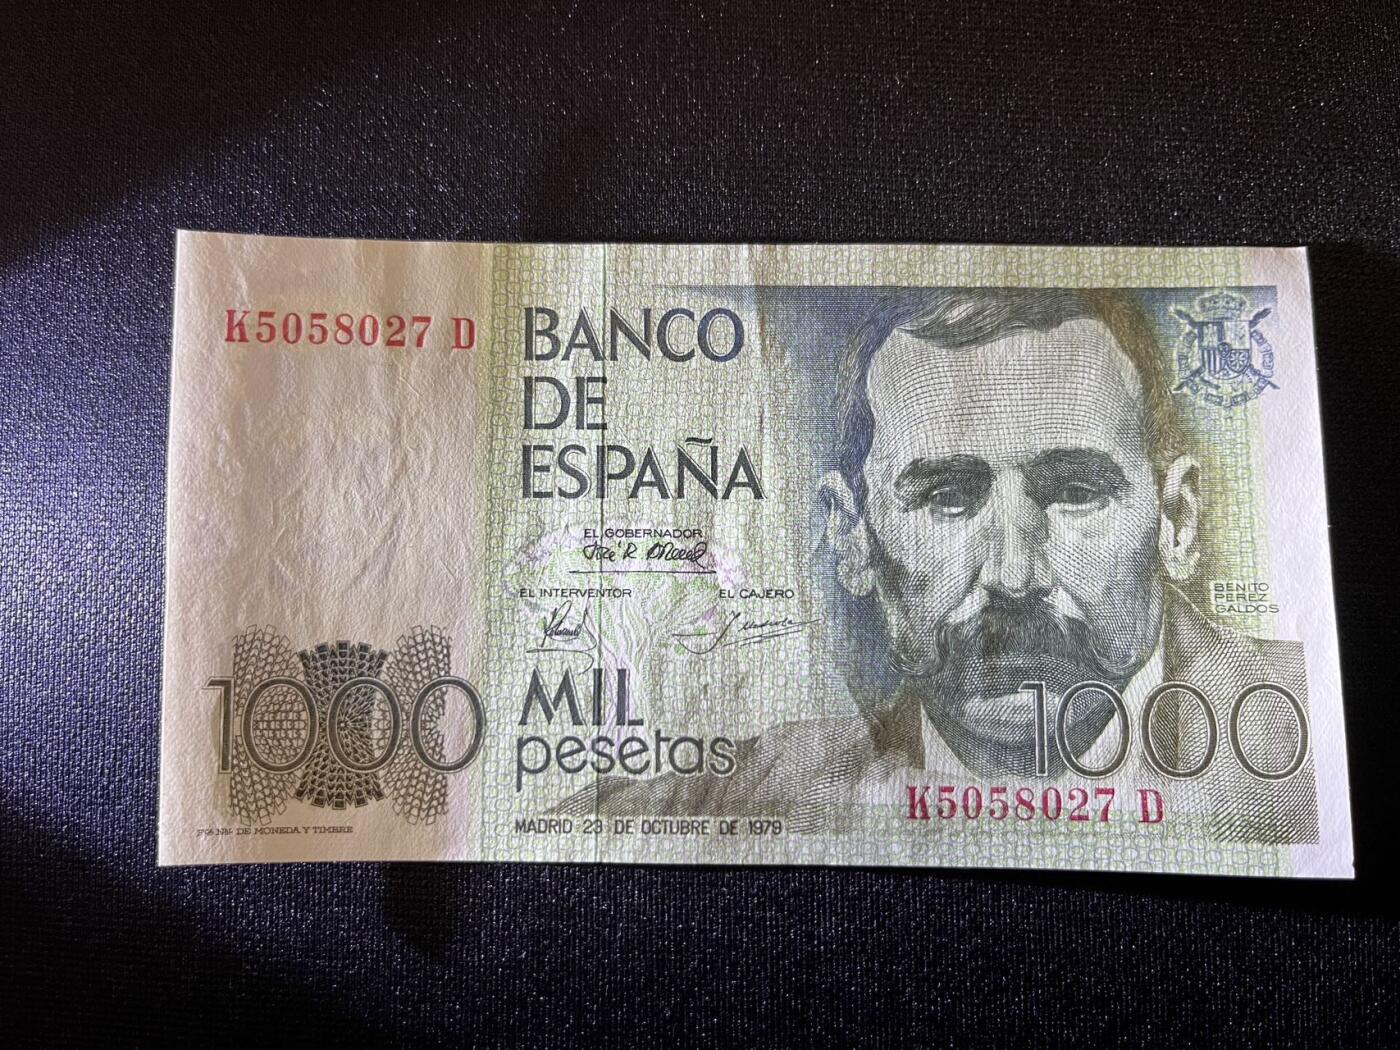 K5058027 D
BANCO
DE
ESPAÑA
EL GOBERNADOR
EL INTERVENTOR
EL CAJERO
BENITO
PEREZ
GALDOS
MIL
pesetas
1000
1000
K5058027 D
MADRID 23 DE OCTUBRE DE 1979
DE MONEDA Y TIMBRE